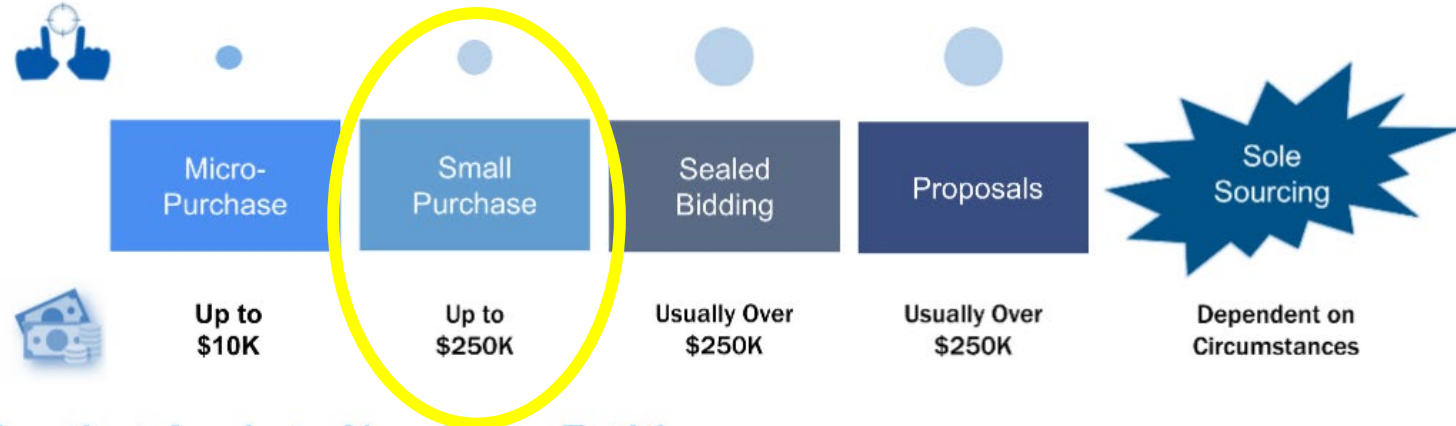 Micro-
Purchase
Small
Purchase
Sealed
Bidding
Proposals
Sole
Sourcing
Up to
$10K
Up to
$250K
Usually Over
$250K
Usually Over
$250K
Dependent on
Circumstances